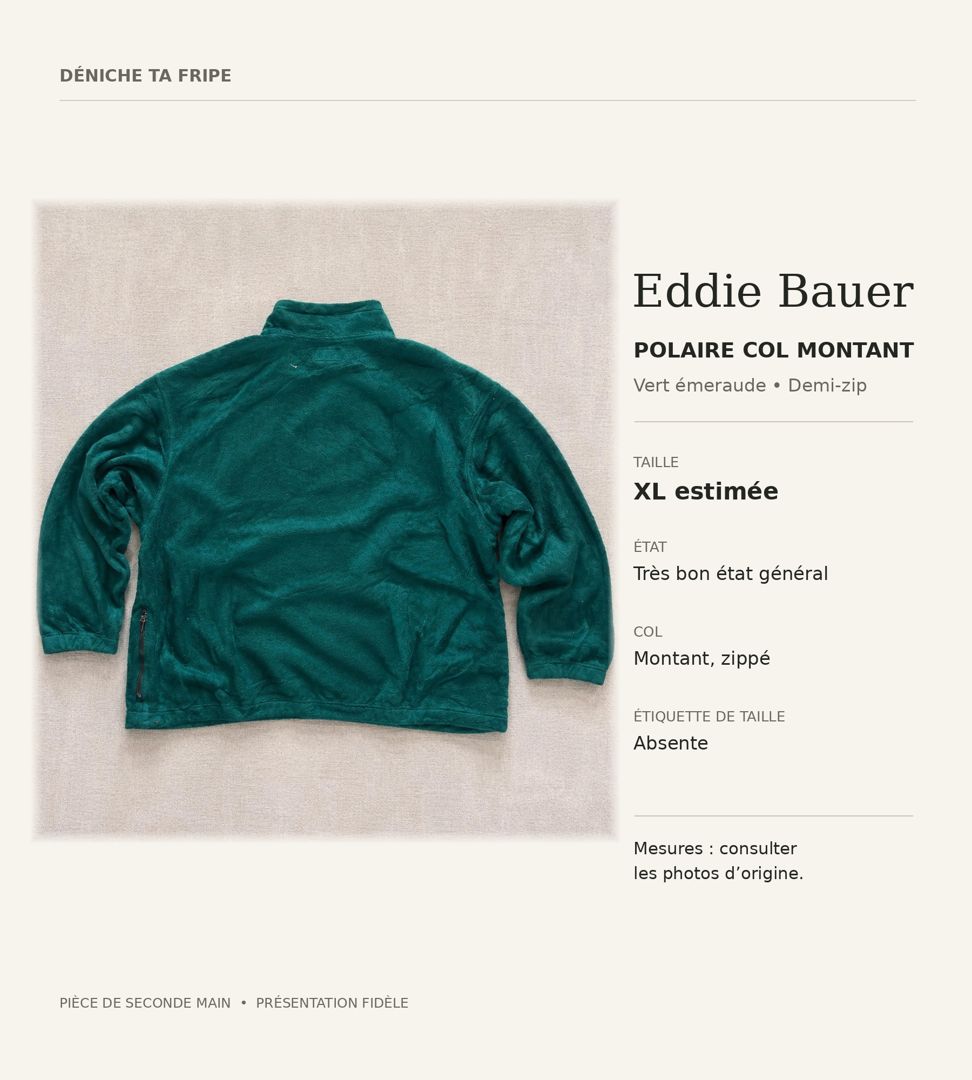 DÉNICHE TA FRIPE
Eddie Bauer
POLAIRE COL MONTANT
Vert émeraude • Demi-zip
TAILLE
XL estimée
ÉTAT
Très bon état général
COL
Montant, zippé
ÉTIQUETTE DE TAILLE
Absente
Mesures : consulter
les photos d’origine.
PIÈCE DE SECONDE MAIN • PRÉSENTATION FIDÈLE